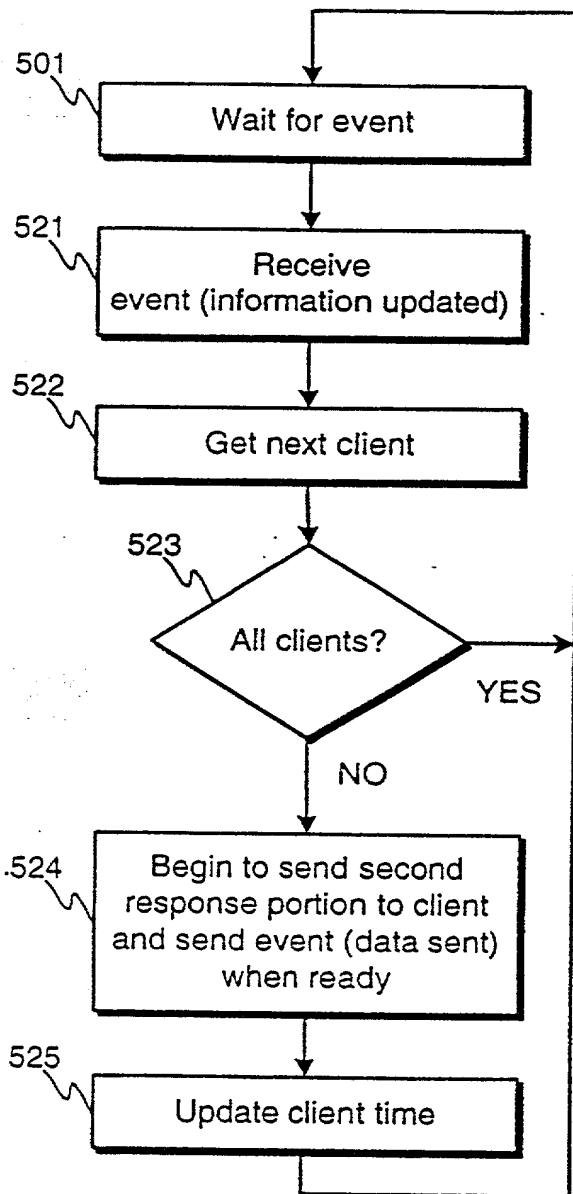 501
Wait for event
521
Receive
event (information updated)
522
Get next client
523
All clients?
YES
NO
524
Begin to send second
response portion to client
and send event (data sent)
when ready
525
Update client time